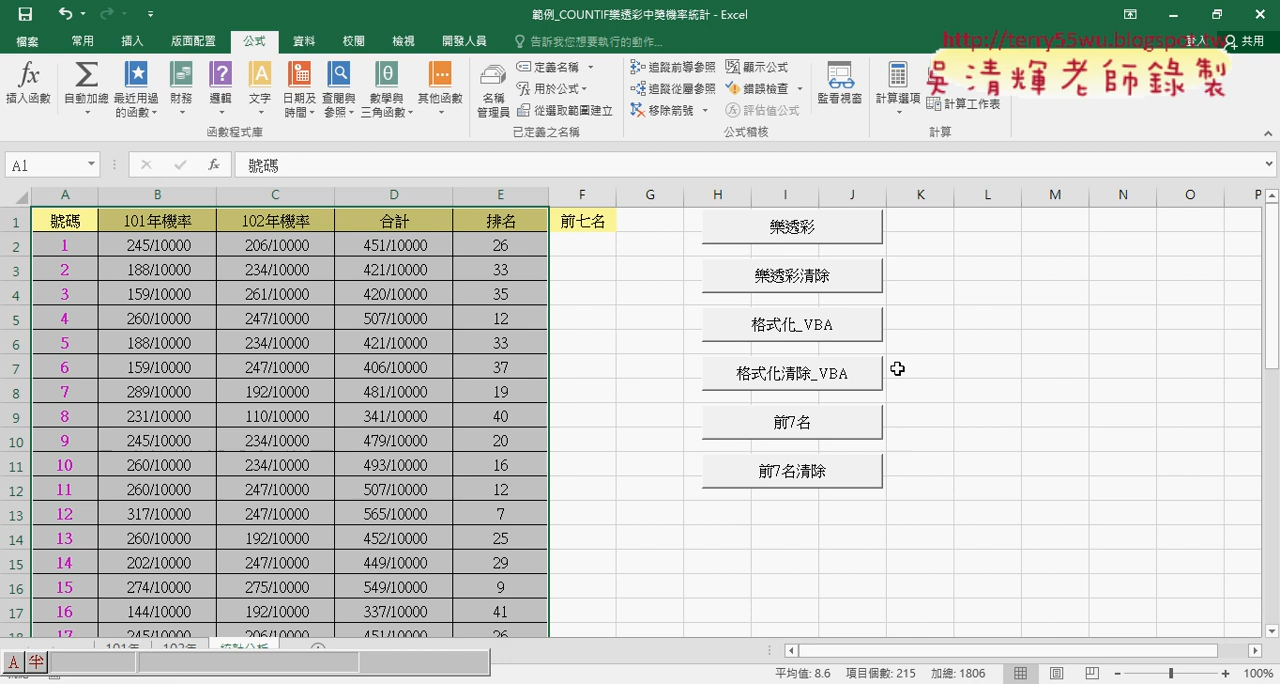 範例_COUNTIF樂透彩中獎機率統計 - Excel
檔案 常用 插入 版面配置 公式 資料 校閱 檢視 開發人員 告訴我您想要執行的動作... 登入 共用
http://terry55wu.blogspot.tw
吳清輝老師錄製
fx 插入函數 自動加總 最近用過的函數 財務 邏輯 文字 日期及時間 查閱與參照 數學與三角函數 其他函數 名稱管理員 定義名稱 用於公式 從選取範圍建立 追蹤前導參照 追蹤從屬參照 移除箭號 顯示公式 錯誤檢查 評估值公式 監看視窗 計算選項 計算工作表
函數程式庫 已定義之名稱 公式稽核 計算
A1 fx 號碼
A B C D E F G H I J K L M N O P
1 號碼 101年機率 102年機率 合計 排名 前七名
2 1 245/10000 206/10000 451/10000 26
3 2 188/10000 234/10000 421/10000 33
4 3 159/10000 261/10000 420/10000 35
5 4 260/10000 247/10000 507/10000 12
6 5 188/10000 234/10000 421/10000 33
7 6 159/10000 247/10000 406/10000 37
8 7 289/10000 192/10000 481/10000 19
9 8 231/10000 110/10000 341/10000 40
10 9 245/10000 234/10000 479/10000 20
11 10 260/10000 234/10000 493/10000 16
12 11 260/10000 247/10000 507/10000 12
13 12 317/10000 247/10000 565/10000 7
14 13 260/10000 192/10000 452/10000 25
15 14 202/10000 247/10000 449/10000 29
16 15 274/10000 275/10000 549/10000 9
17 16 144/10000 192/10000 337/10000 41
18 17 245/10000 206/10000 451/10000 26
樂透彩
樂透彩清除
格式化_VBA
格式化清除_VBA
前7名
前7名清除
101年 102年 統計分析
A 半
平均值: 8.6 項目個數: 215 加總: 1806 100%